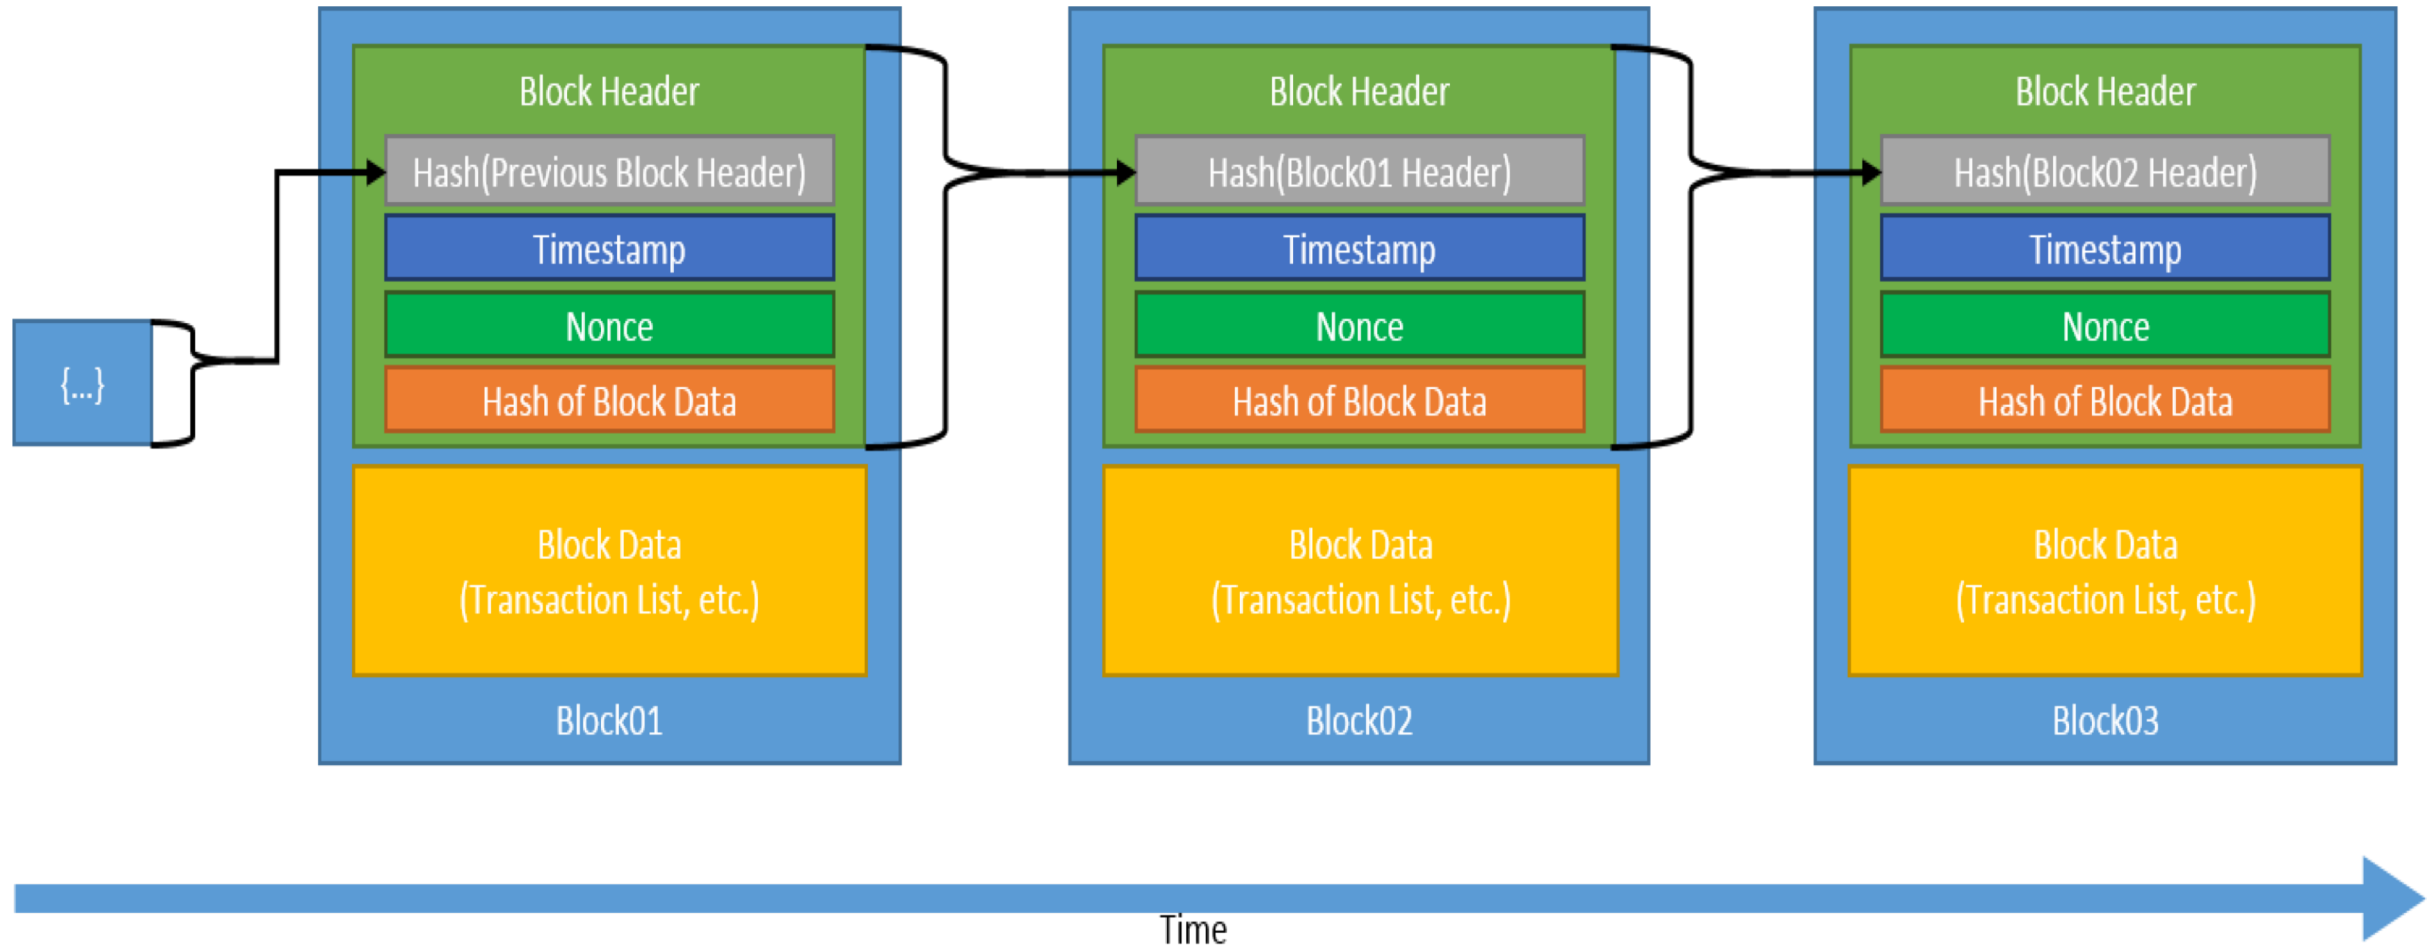 {...}
Block Header
Hash(Previous Block Header)
Timestamp
Nonce
Hash of Block Data
Block Data
(Transaction List, etc.)
Block01
Block Header
Hash(Block01 Header)
Timestamp
Nonce
Hash of Block Data
Block Data
(Transaction List, etc.)
Block02
Block Header
Hash(Block02 Header)
Timestamp
Nonce
Hash of Block Data
Block Data
(Transaction List, etc.)
Block03
Time